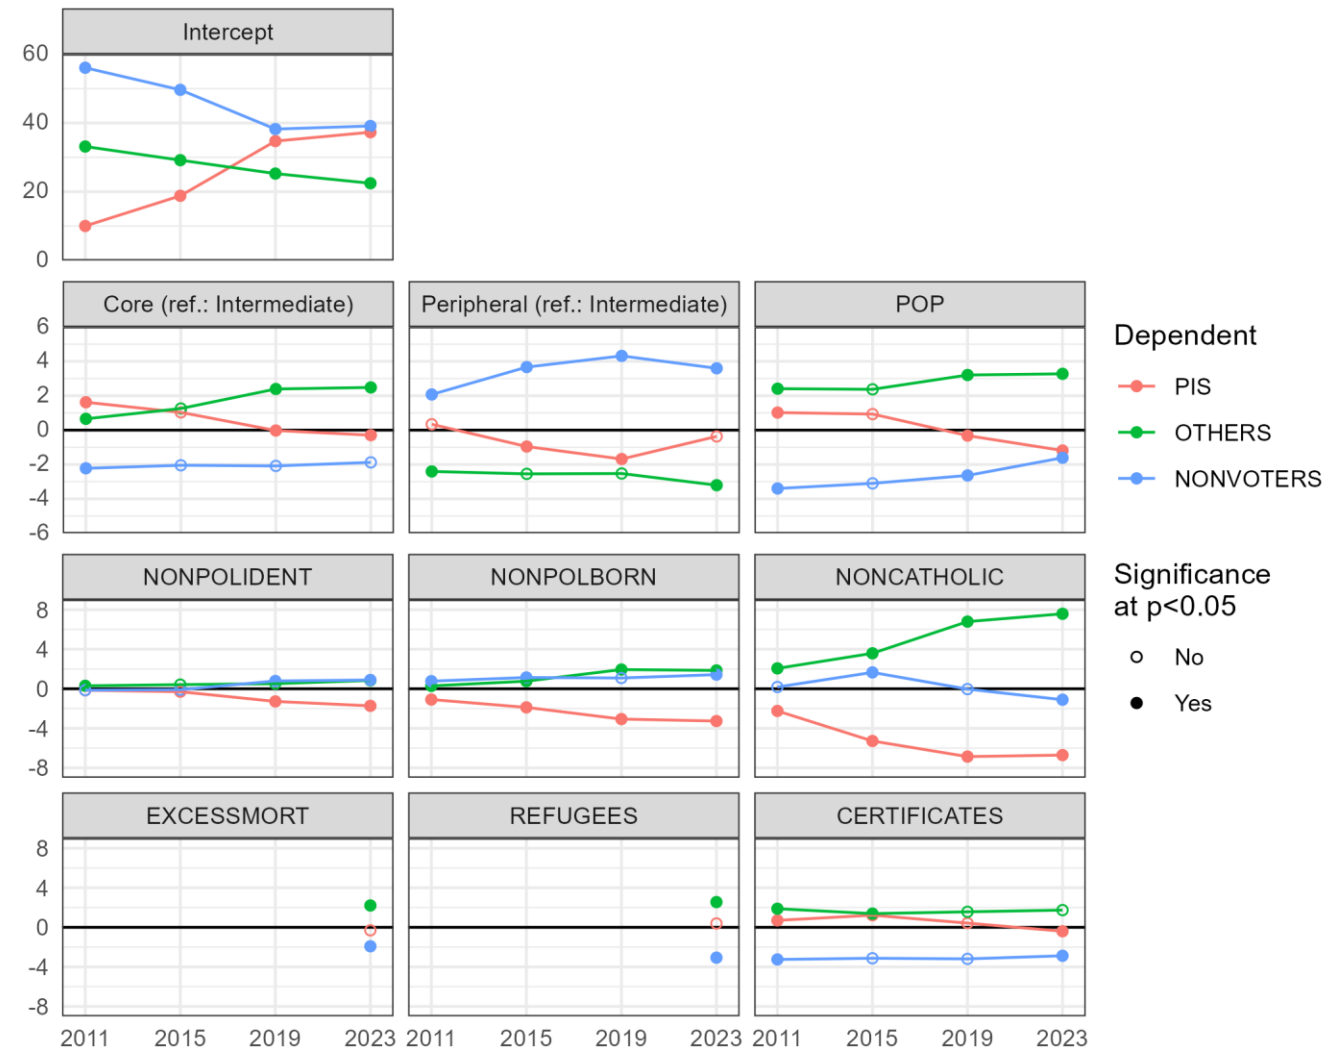 Intercept
60
40
20
0
Core (ref.: Intermediate)
Peripheral (ref.: Intermediate)
POP
6
4
2
0
-2
-4
-6
NONPOLIDENT
NONPOLBORN
NONCATHOLIC
8
4
0
-4
-8
EXCESSMORT
REFUGEES
CERTIFICATES
8
4
0
-4
-8
2011 2015 2019 2023
2011 2015 2019 2023
2011 2015 2019 2023
Dependent
PIS
OTHERS
NONVOTERS
Significance
at p<0.05
No
Yes